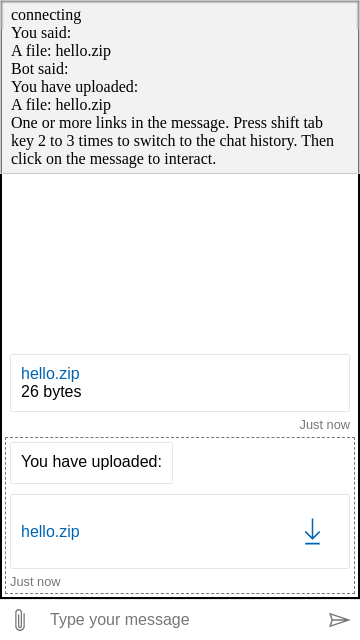 connecting
You said:
A file: hello.zip
Bot said:
You have uploaded:
A file: hello.zip
One or more links in the message. Press shift tab
key 2 to 3 times to switch to the chat history. Then
click on the message to interact.
hello.zip
26 bytes
Just now
You have uploaded:
hello.zip
Just now
Type your message